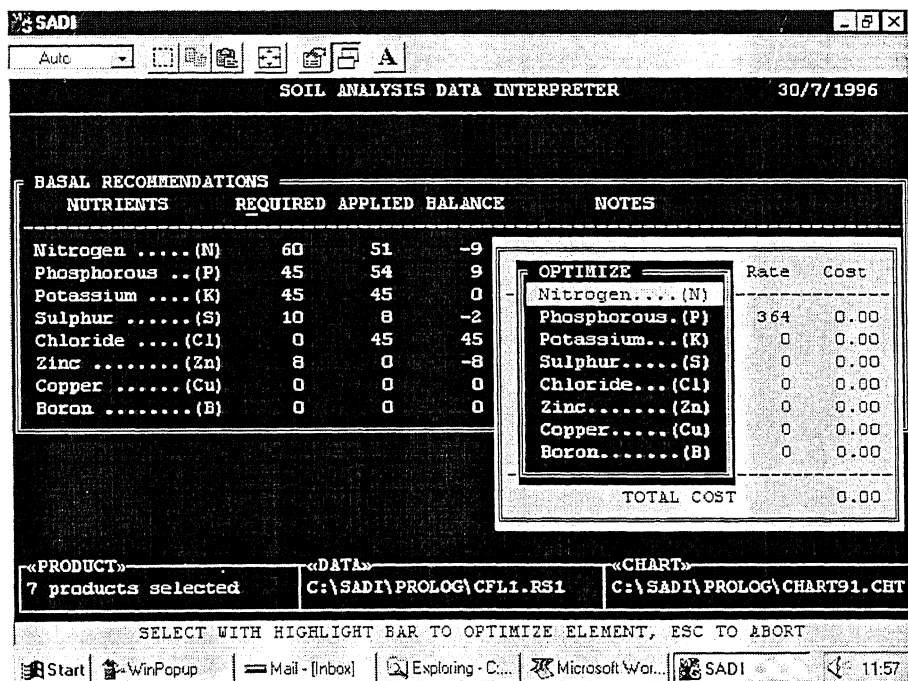 SADI
Auto
A
SOIL ANALYSIS DATA INTERPRETER 30/7/1996
BASAL RECOMMENDATIONS
NUTRIENTS REQUIRED APPLIED BALANCE NOTES
Nitrogen .....(N) 60 51 -9
Phosphorous ..(P) 45 54 9
Potassium ....(K) 45 45 0
Sulphur ......(S) 10 8 -2
Chloride ....(Cl) 0 45 45
Zinc ........(Zn) 8 0 -8
Copper ......(Cu) 0 0 0
Boron ........(B) 0 0 0
OPTIMIZE Rate Cost
Nitrogen....(N)
Phosphorous.(P) 364 0.00
Potassium...(K) 0 0.00
Sulphur.....(S) 0 0.00
Chloride...(Cl) 0 0.00
Zinc.......(Zn) 0 0.00
Copper.....(Cu) 0 0.00
Boron.......(B) 0 0.00
TOTAL COST 0.00
«PRODUCT» «DATA» «CHART»
7 products selected C:\SADI\PROLOG\CFL1.RS1 C:\SADI\PROLOG\CHART91.CHT
SELECT WITH HIGHLIGHT BAR TO OPTIMIZE ELEMENT, ESC TO ABORT
Start WinPopup Mail - [Inbox] Exploring - C:... Microsoft Wor... SADI 11:57